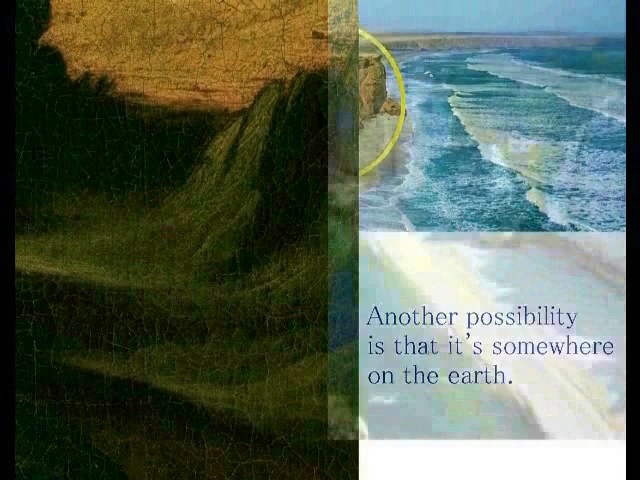 Another possibility
is that it's somewhere
on the earth.